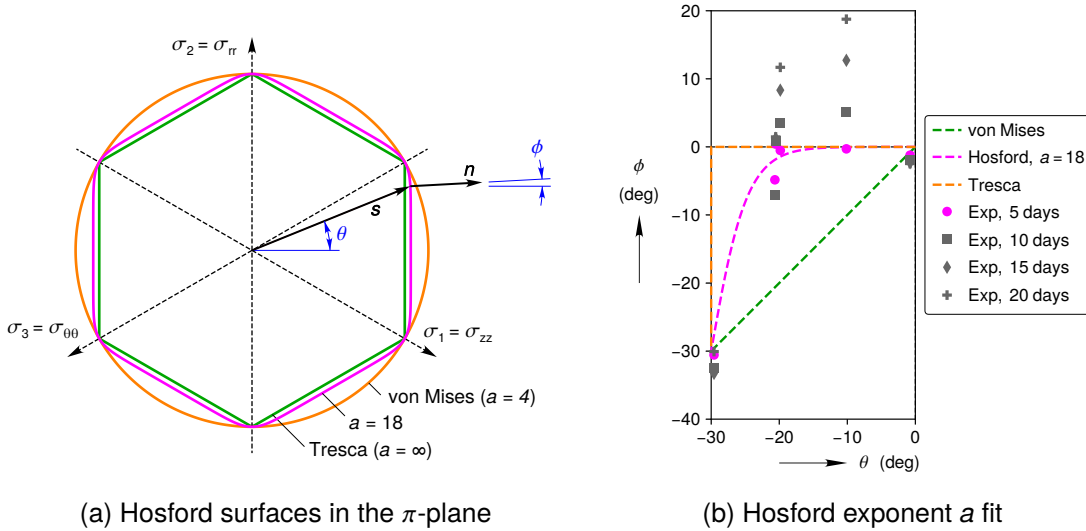 σ2 = σrr
ϕ
n
s
θ
σ3 = σθθ
σ1 = σzz
von Mises (a = 4)
a = 18
Tresca (a = ∞)
(a) Hosford surfaces in the π-plane
20
10
0
−10
−20
−30
−40
ϕ
(deg)
−30
−20
−10
0
θ (deg)
von Mises
Hosford, a = 18
Tresca
Exp, 5 days
Exp, 10 days
Exp, 15 days
Exp, 20 days
(b) Hosford exponent a fit